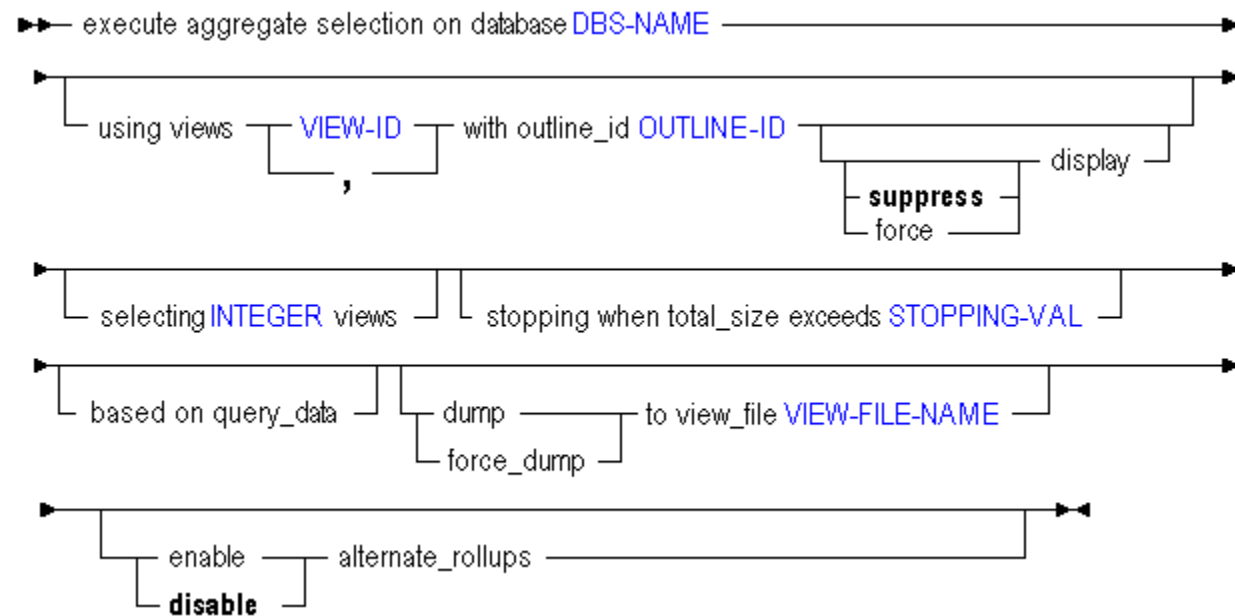 execute aggregate selection on database DBS-NAME
using views VIEW-ID with outline_id OUTLINE-ID display
,
suppress
force
selecting INTEGER views stopping when total_size exceeds STOPPING-VAL
based on query_data dump to view_file VIEW-FILE-NAME
force_dump
enable alternate_rollups
disable